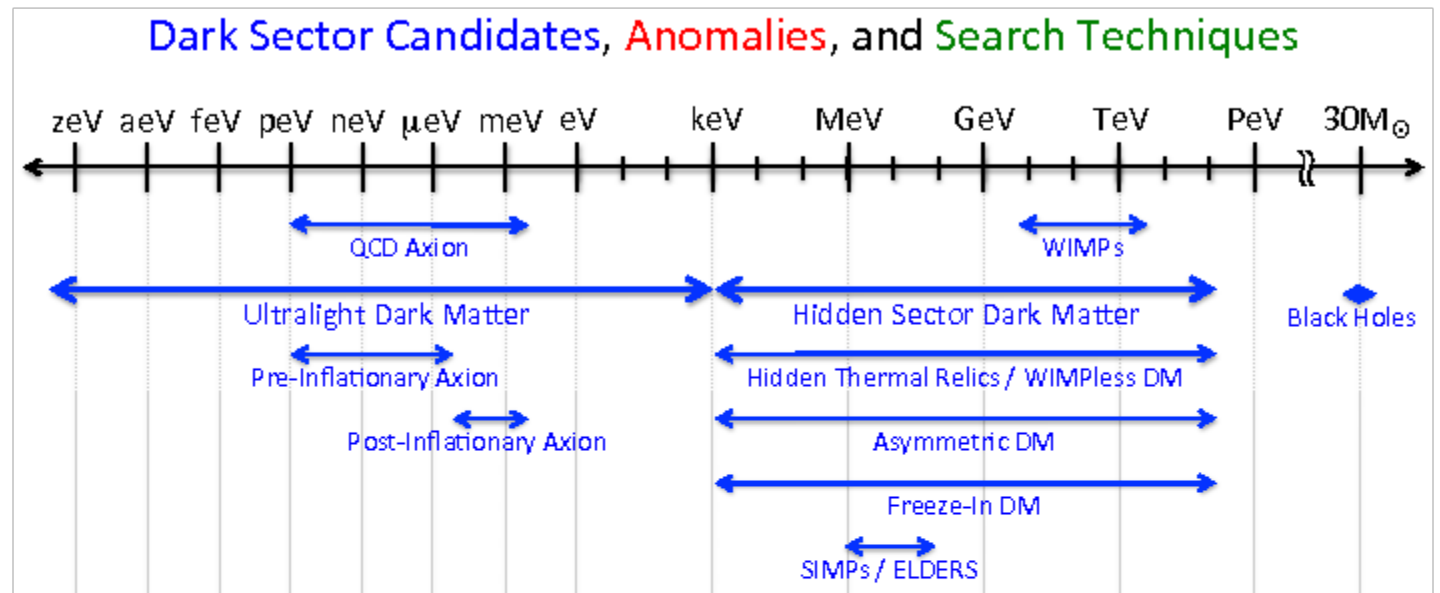 Dark Sector Candidates, Anomalies, and Search Techniques
zeV aeV feV peV neV μeV meV eV keV MeV GeV TeV PeV 30M☉
QCD Axion WIMPs
Ultralight Dark Matter Hidden Sector Dark Matter Black Holes
Pre-Inflationary Axion Hidden Thermal Relics / WIMPless DM
Post-Inflationary Axion Asymmetric DM
Freeze-In DM
SIMPs / ELDERS